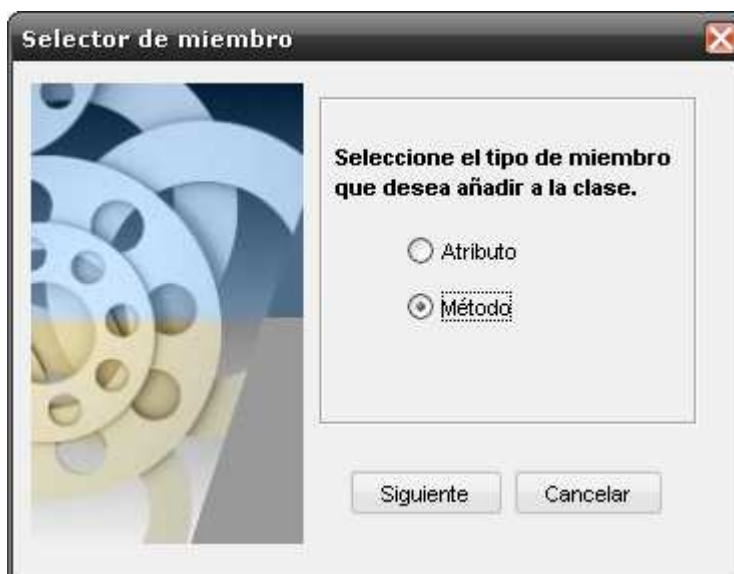 Selector de miembro
Seleccione el tipo de miembro
que desea añadir a la clase.
Atributo
Método
Siguiente
Cancelar